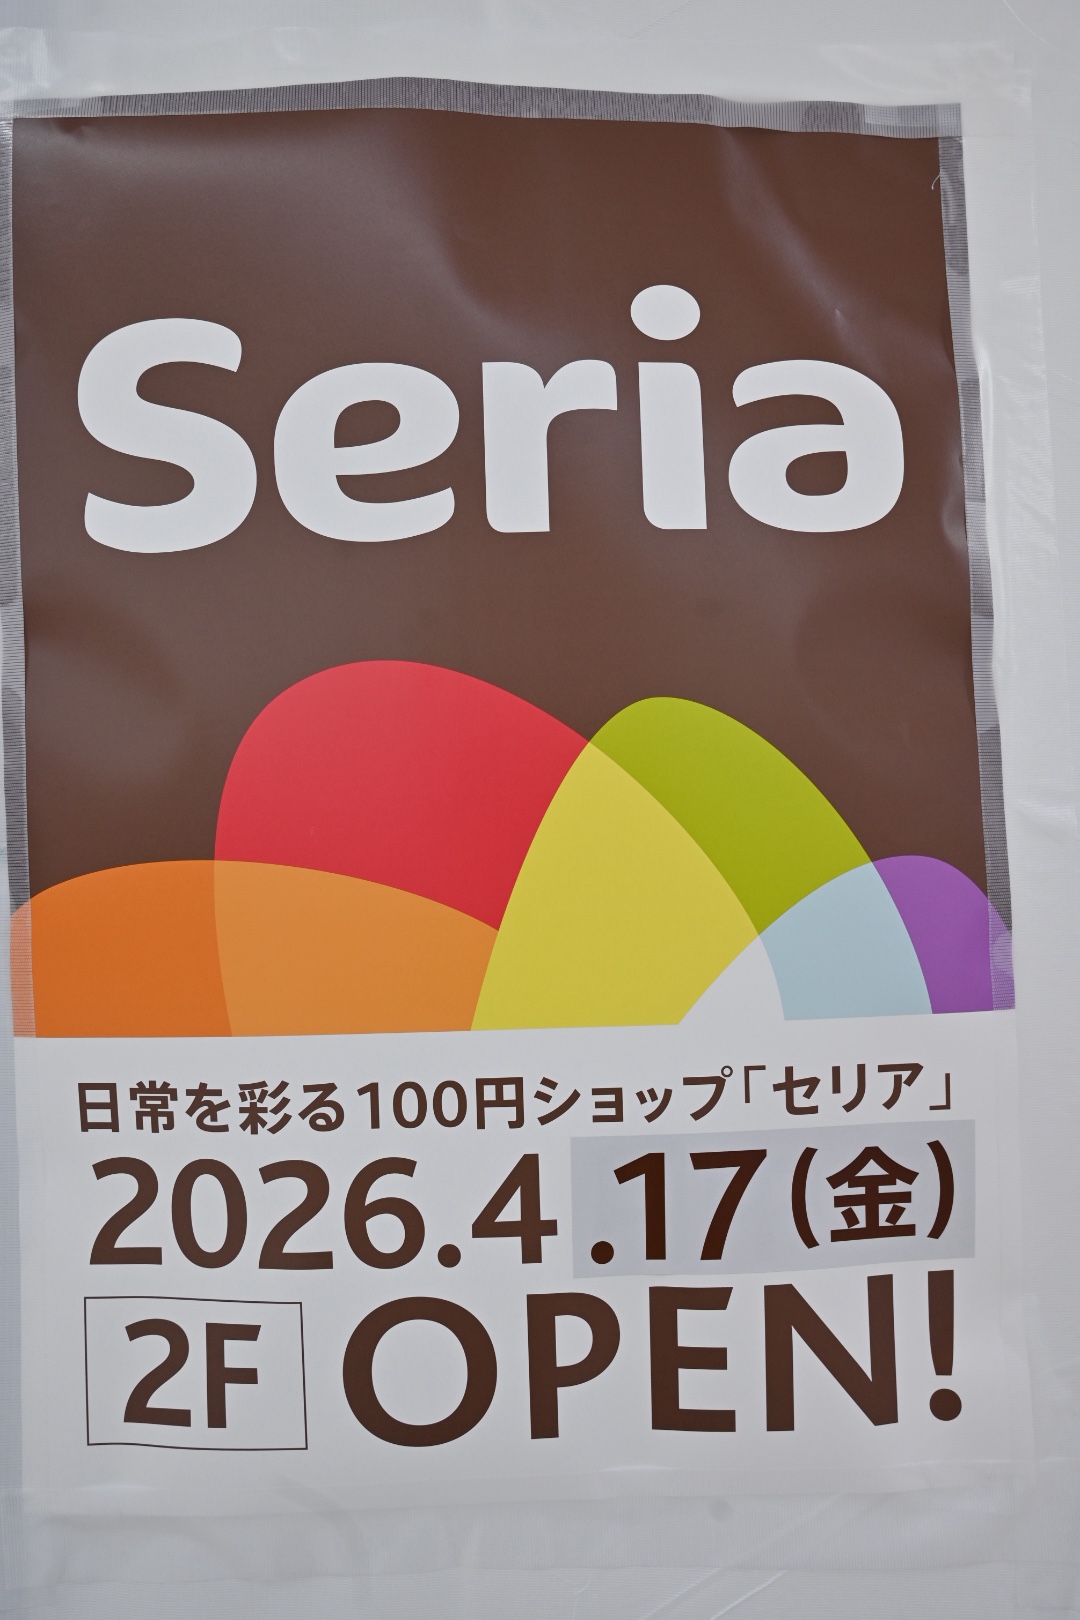 Seria
日常を彩る100円ショップ「セリア」
2026.4.17(金)
2F OPEN!